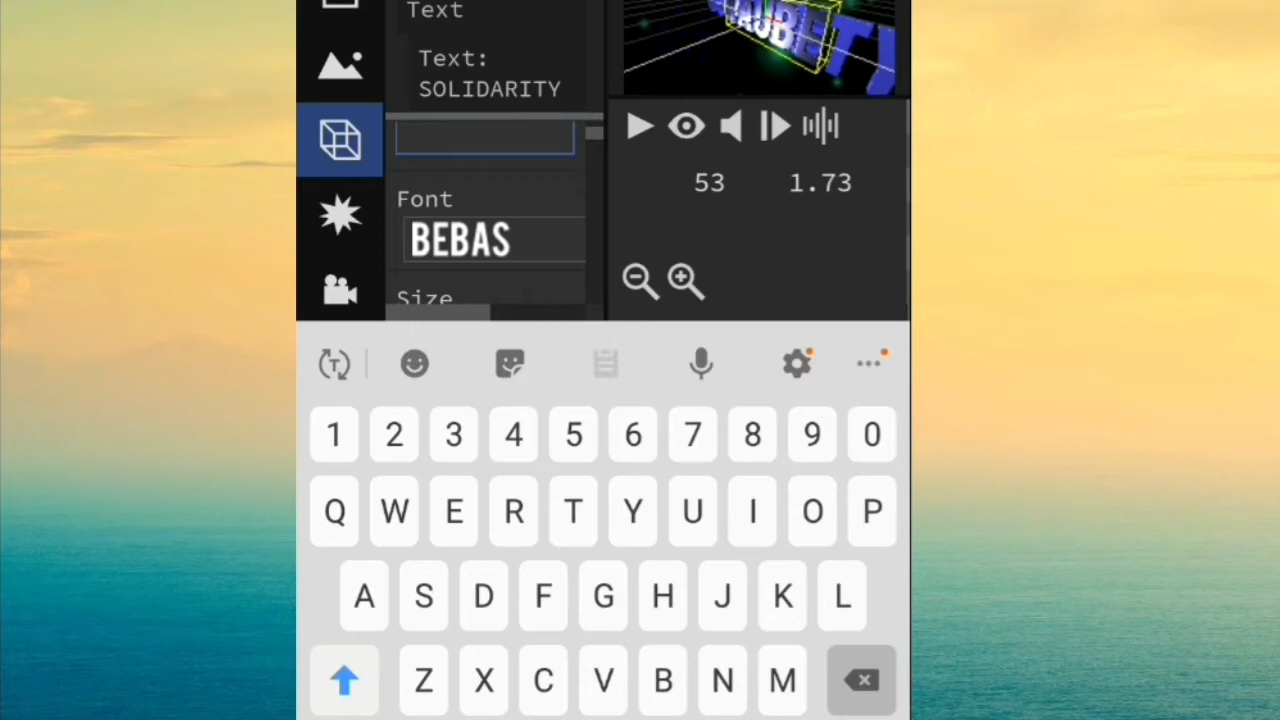 Text
Text:
SOLIDARITY
Font
BEBAS
Size
53 1.73
1 2 3 4 5 6 7 8 9 0
Q W E R T Y U I O P
A S D F G H J K L
Z X C V B N M